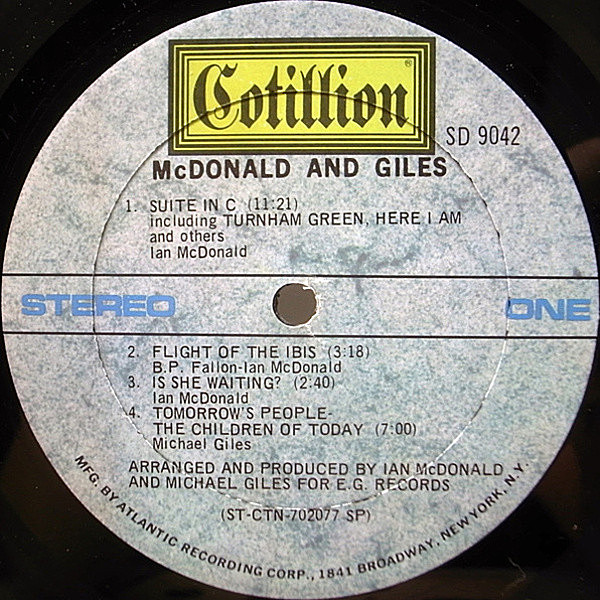 Cotillion®
SD 9042
McDONALD AND GILES
1. SUITE IN C (11:21)
including TURNHAM GREEN, HERE I AM
and others
Ian McDonald
STEREO
ONE
2. FLIGHT OF THE IBIS (3:18)
B.P. Fallon-Ian McDonald
3. IS SHE WAITING? (2:40)
Ian McDonald
4. TOMORROW'S PEOPLE-
THE CHILDREN OF TODAY (7:00)
Michael Giles
ARRANGED AND PRODUCED BY IAN McDONALD
AND MICHAEL GILES FOR E.G. RECORDS
(ST-CTN-702077 SP)
MFG. BY ATLANTIC RECORDING CORP., 1841 BROADWAY, NEW YORK, N.Y.